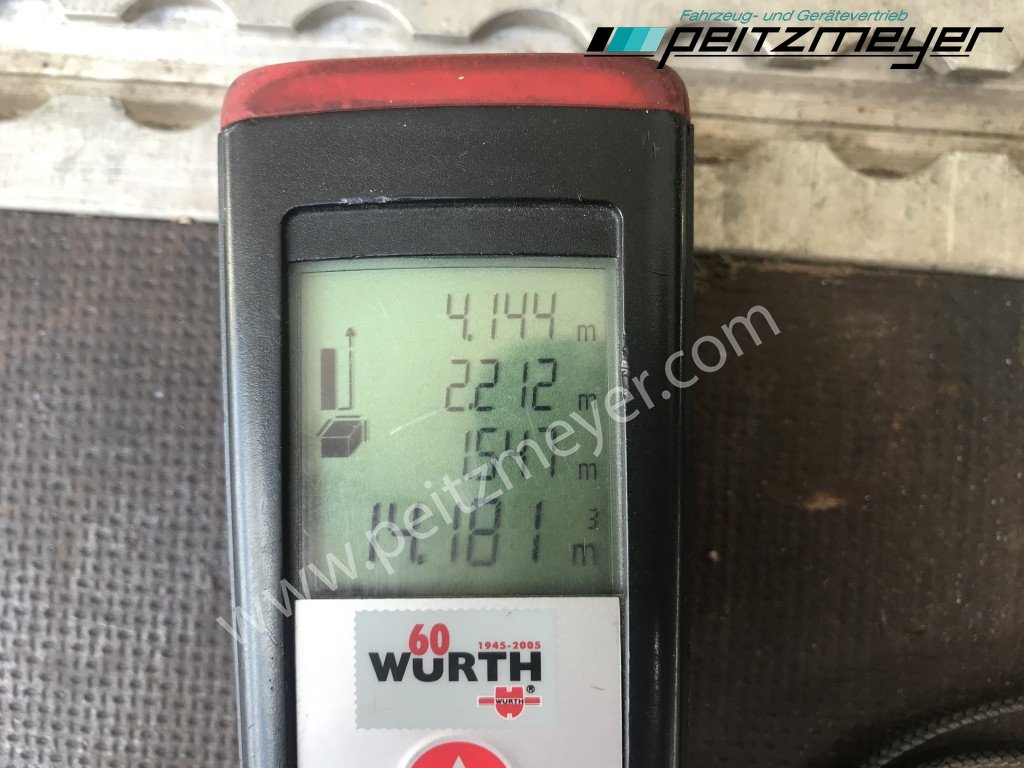 Fahrzeug- und Gerätevertrieb
peitzmeyer
4.144 m
2.212 m
1.547 m
14.181 m³
www.peitzmeyer.com
60
1945-2005
WÜRTH
WÜRTH®